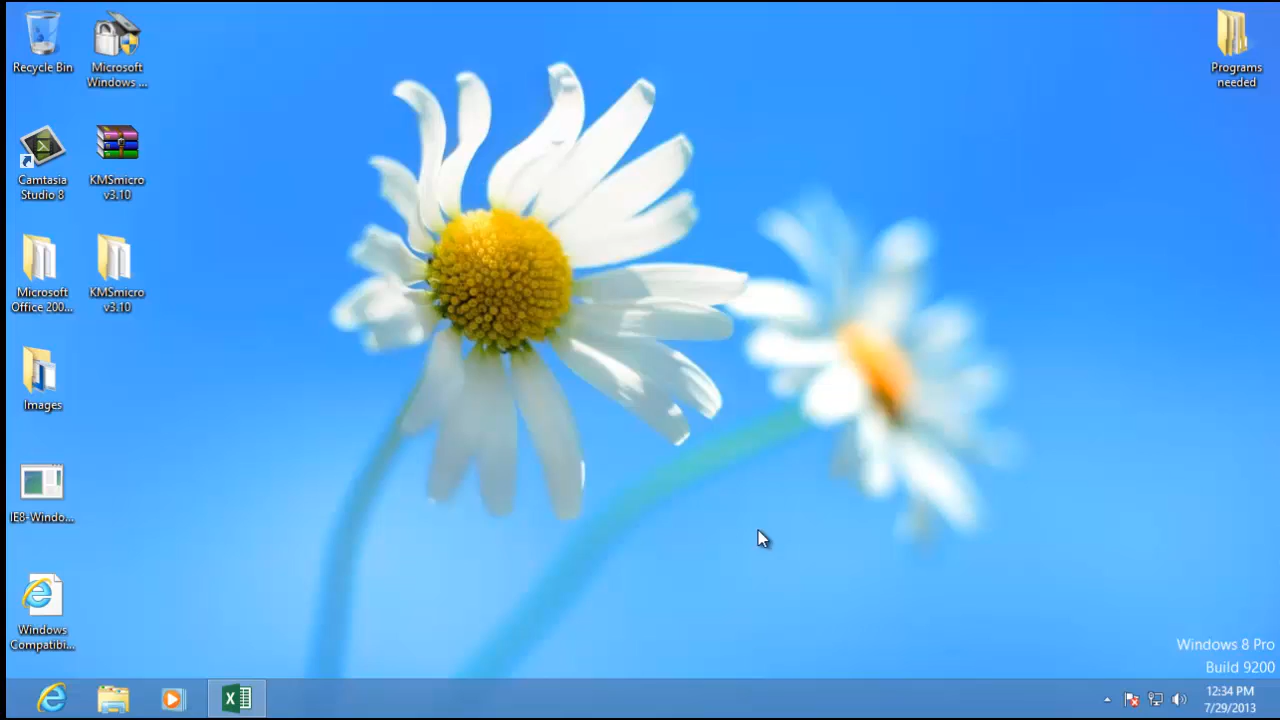 Recycle Bin
Microsoft
Windows ...
Programs
needed
Camtasia
Studio 8
KMSmicro
v3.10
Microsoft
Office 200...
KMSmicro
v3.10
Images
IE8-Windo...
Windows
Compatibi...
Windows 8 Pro
Build 9200
12:34 PM
7/29/2013